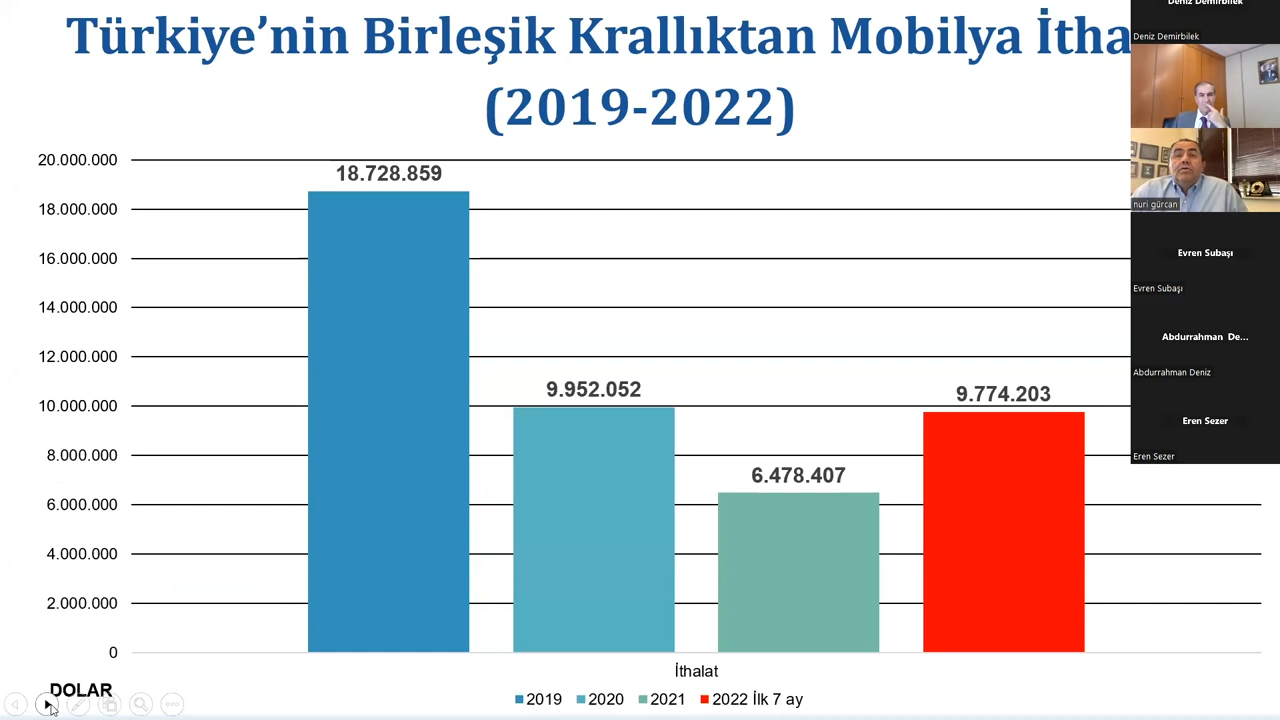 Türkiye’nin Birleşik Krallıktan Mobilya İtha
(2019-2022)
20.000.000
18.000.000
16.000.000
14.000.000
12.000.000
10.000.000
8.000.000
6.000.000
4.000.000
2.000.000
0
18.728.859
9.952.052
6.478.407
9.774.203
İthalat
2019 2020 2021 2022 İlk 7 ay
DOLAR
Deniz Demirbilek
Deniz Demirbilek
nuri gürcan
Evren Subaşı
Evren Subaşı
Abdurrahman De...
Abdurrahman Deniz
Eren Sezer
Eren Sezer